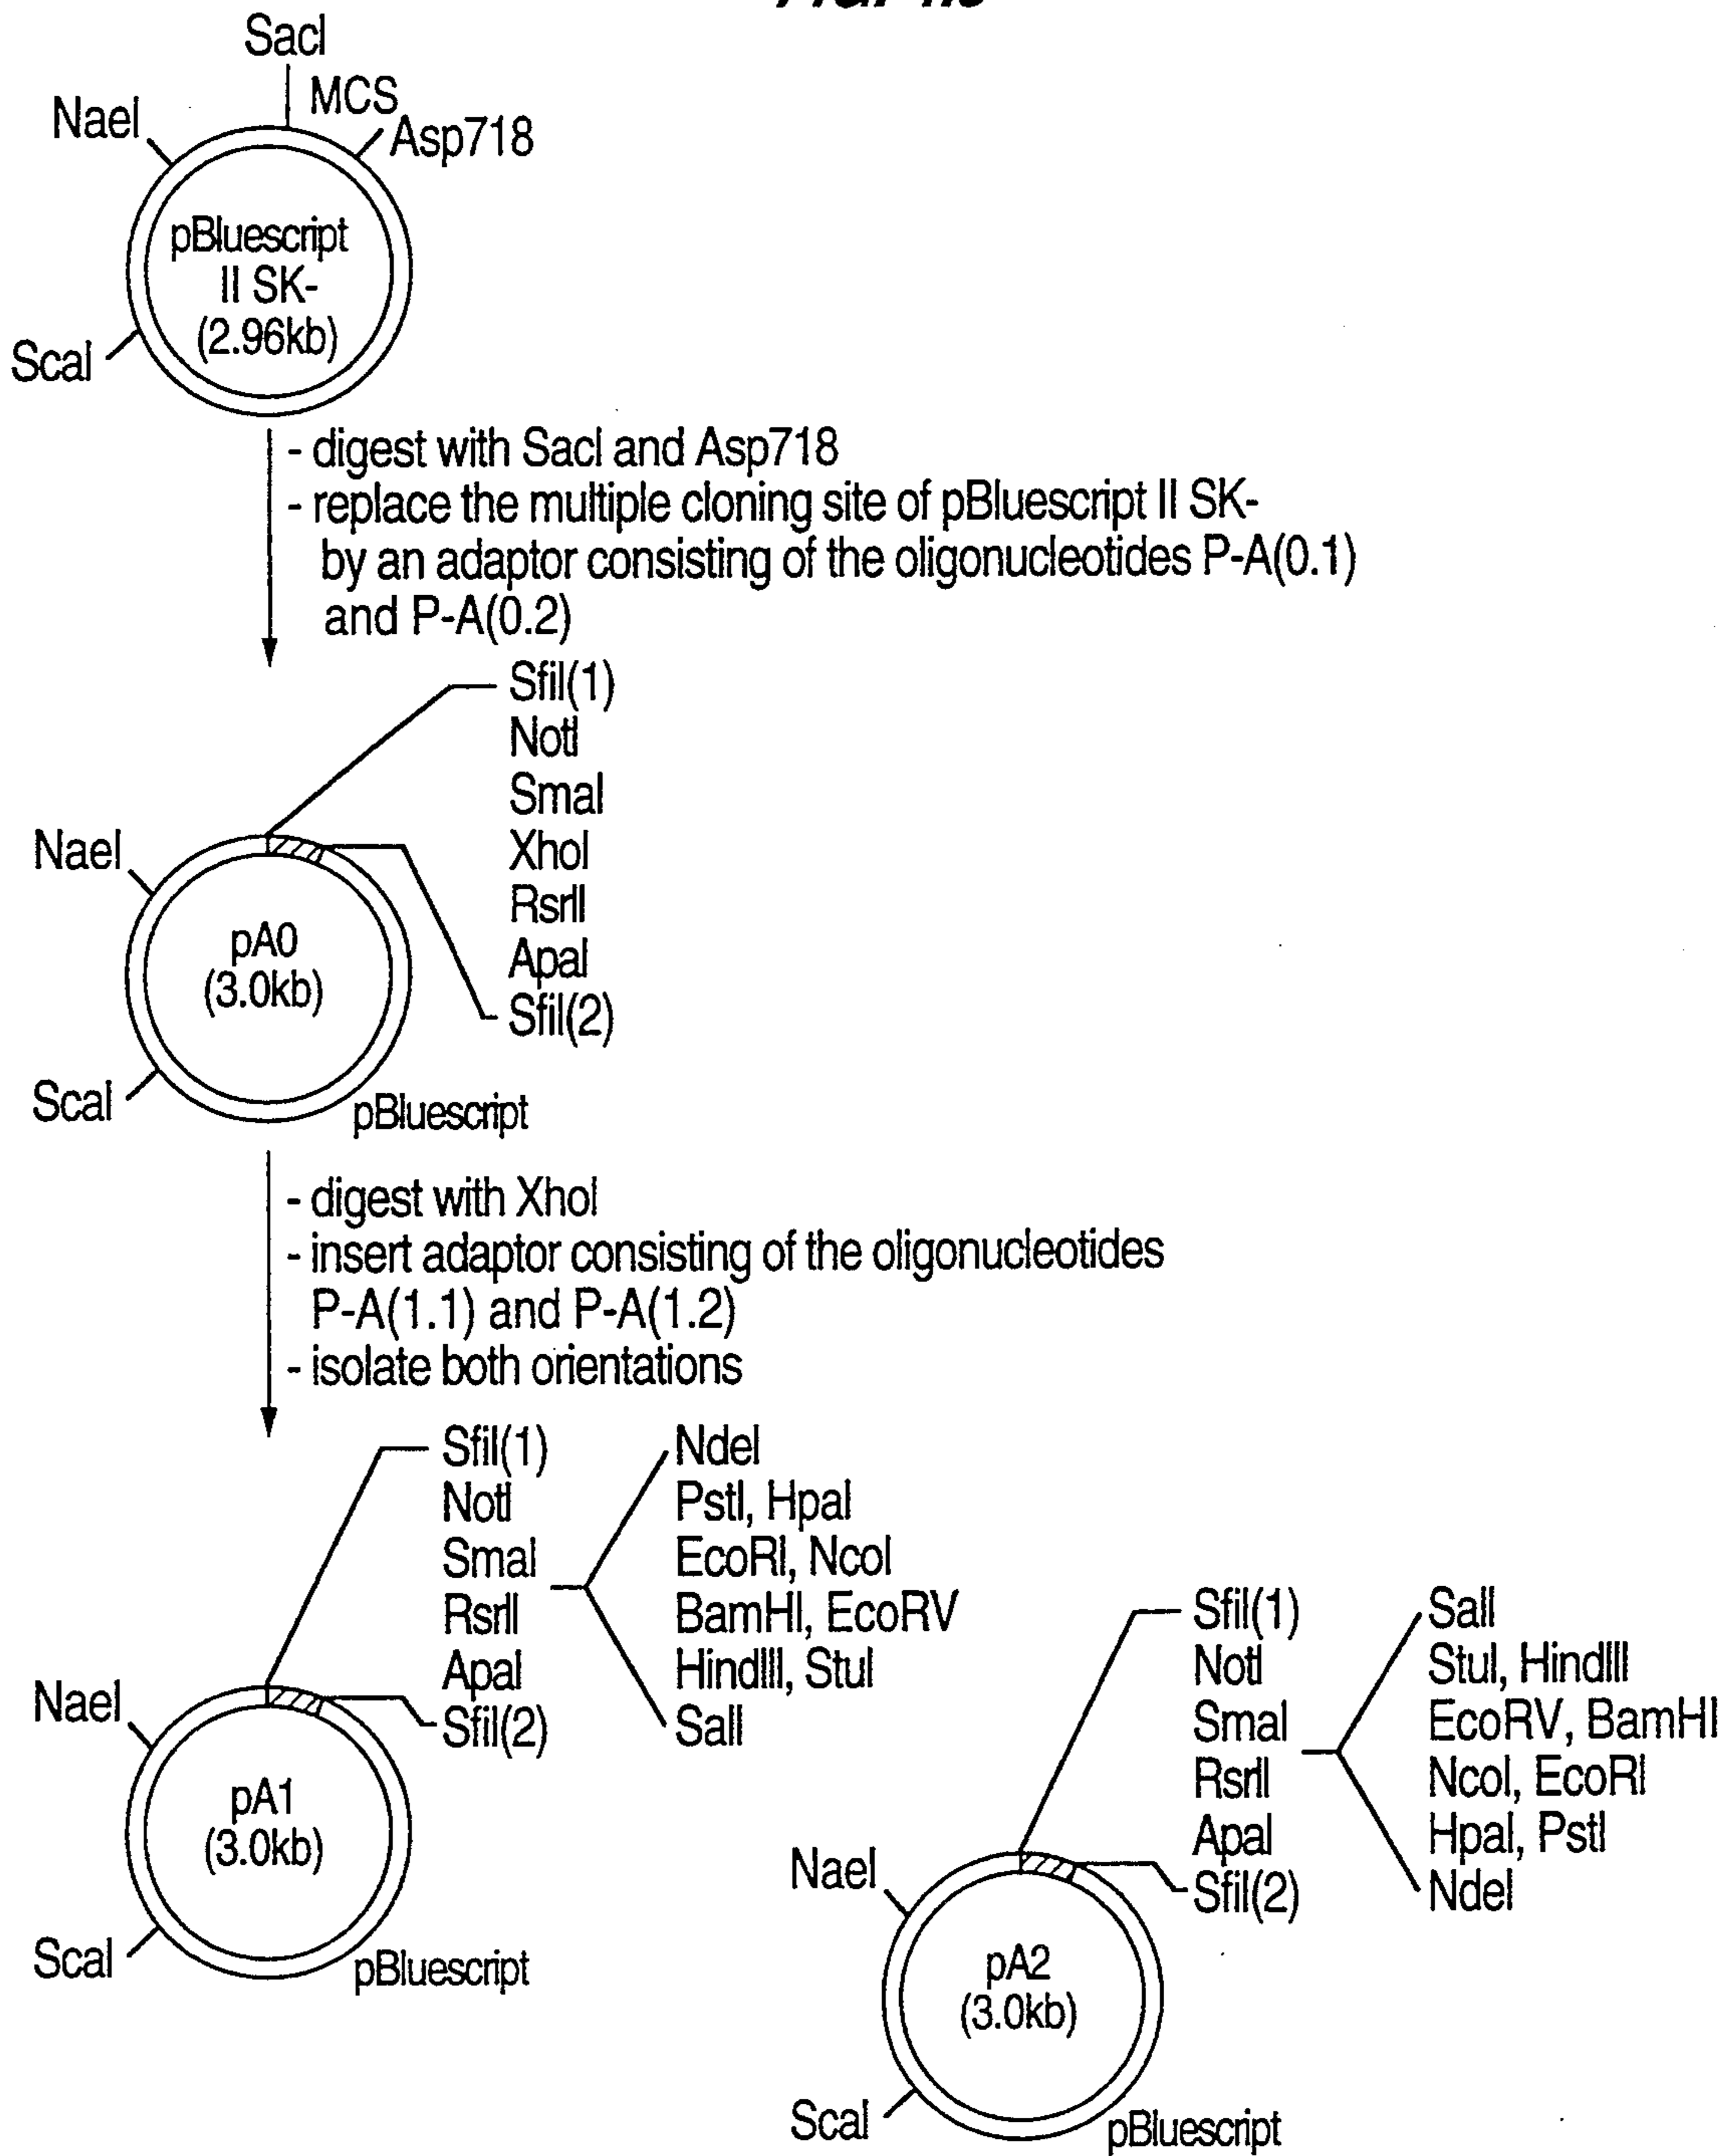 SacI
MCS
NaeI
Asp718
pBluescript
II SK-
(2.96kb)
ScaI
- digest with SacI and Asp718
- replace the multiple cloning site of pBluescript II SK-
by an adaptor consisting of the oligonucleotides P-A(0.1)
and P-A(0.2)
SfiI(1)
NotI
SmaI
XhoI
RsrII
ApaI
SfiI(2)
NaeI
pA0
(3.0kb)
ScaI
pBluescript
- digest with XhoI
- insert adaptor consisting of the oligonucleotides
P-A(1.1) and P-A(1.2)
- isolate both orientations
SfiI(1)
NotI
SmaI
RsrII
ApaI
SfiI(2)
NdeI
PstI, HpaI
EcoRI, NcoI
BamHI, EcoRV
HindIII, StuI
SalI
NaeI
pA1
(3.0kb)
ScaI
pBluescript
SfiI(1)
NotI
SmaI
RsrII
ApaI
SfiI(2)
SalI
StuI, HindIII
EcoRV, BamHI
NcoI, EcoRI
HpaI, PstI
NdeI
NaeI
pA2
(3.0kb)
ScaI
pBluescript